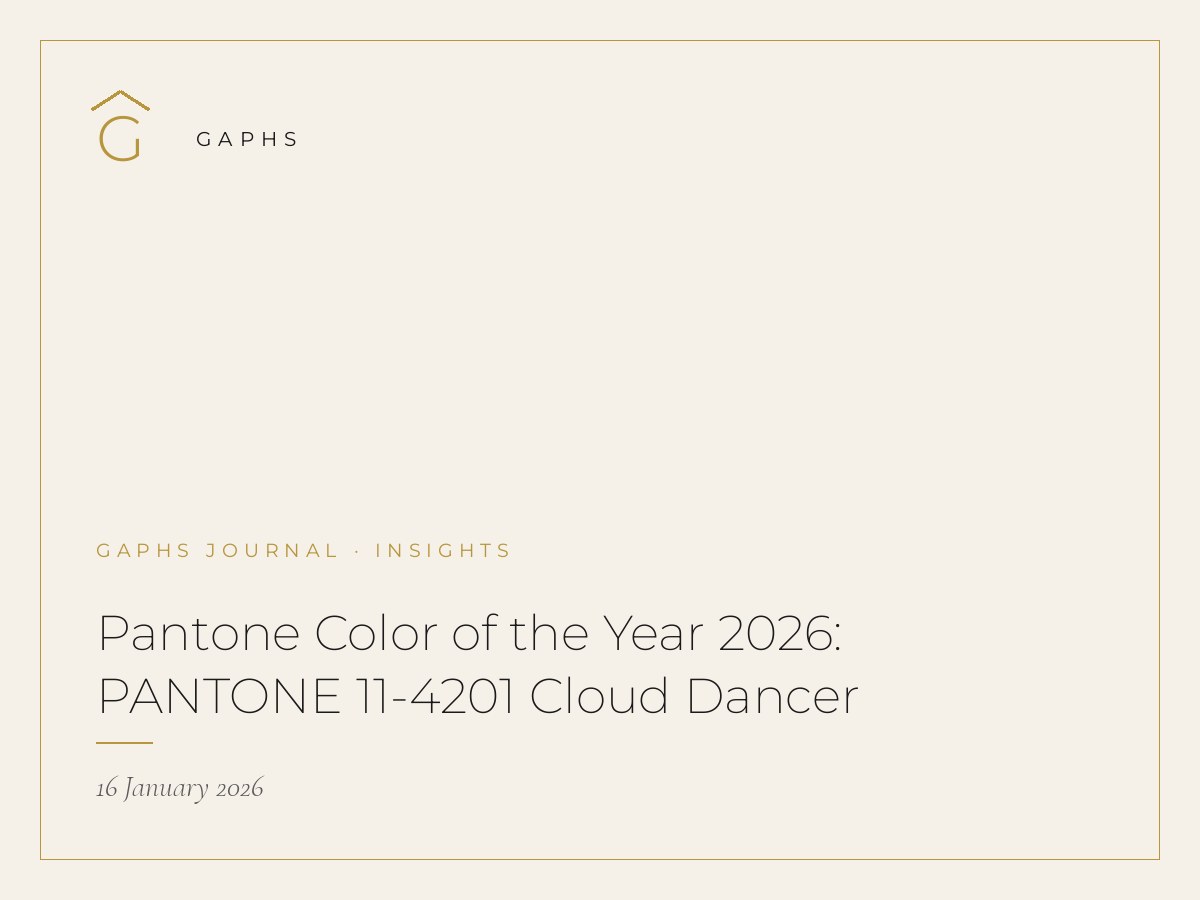 G
GAPHS
GAPHS JOURNAL · INSIGHTS
Pantone Color of the Year 2026:
PANTONE 11-4201 Cloud Dancer
16 January 2026